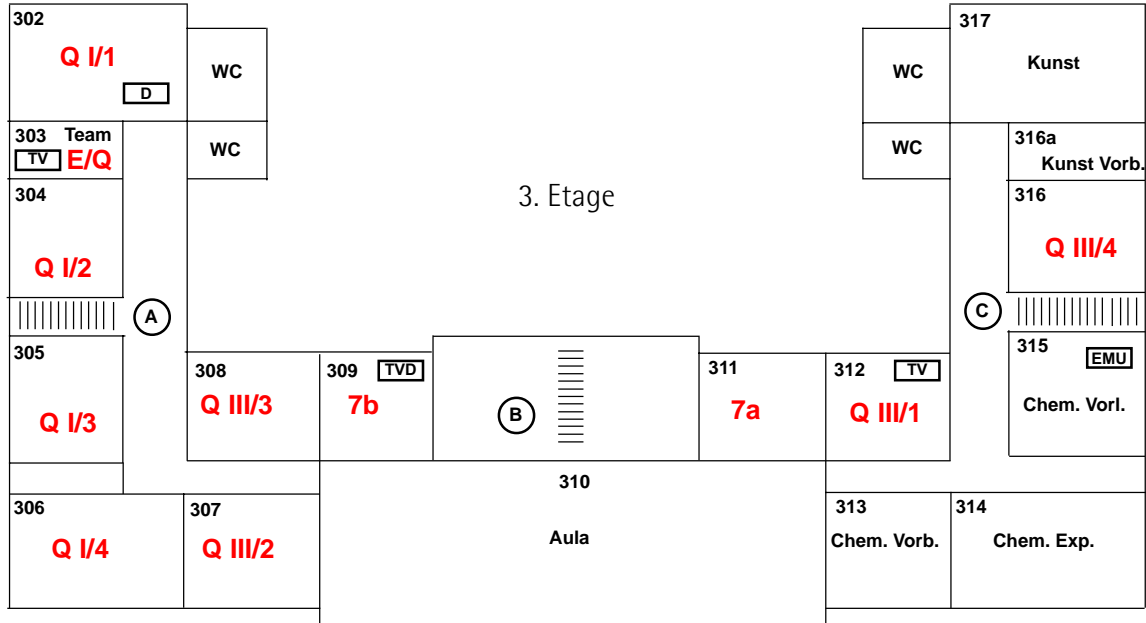 302
Q I/1
D
WC
WC
303 Team
TV E/Q
304
Q I/2
A
305
Q I/3
306
Q I/4
307
Q III/2
308
Q III/3
309 TVD
7b
3. Etage
B
310
Aula
311
7a
312 TV
Q III/1
313
Chem. Vorb.
314
Chem. Exp.
315 EMU
Chem. Vorl.
C
316
Q III/4
316a
Kunst Vorb.
317
Kunst
WC
WC